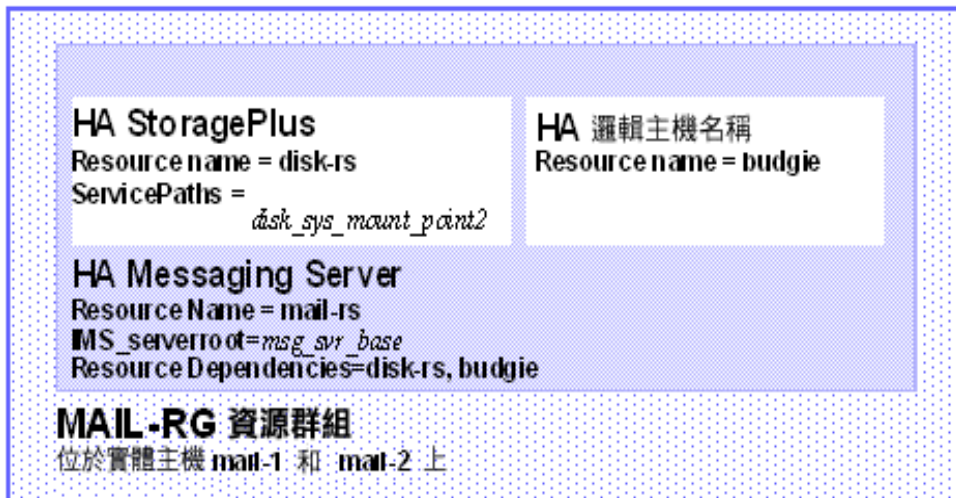 HA StoragePlus
Resource name = disk-rs
ServicePaths =
disk_sys_mount_point2
HA 邏輯主機名稱
Resource name = budgie
HA Messaging Server
Resource Name = mail-rs
IMS_serverroot=msg_svr_base
Resource Dependencies=disk-rs, budgie
MAIL-RG 資源群組
位於實體主機 mail-1 和 mail-2 上